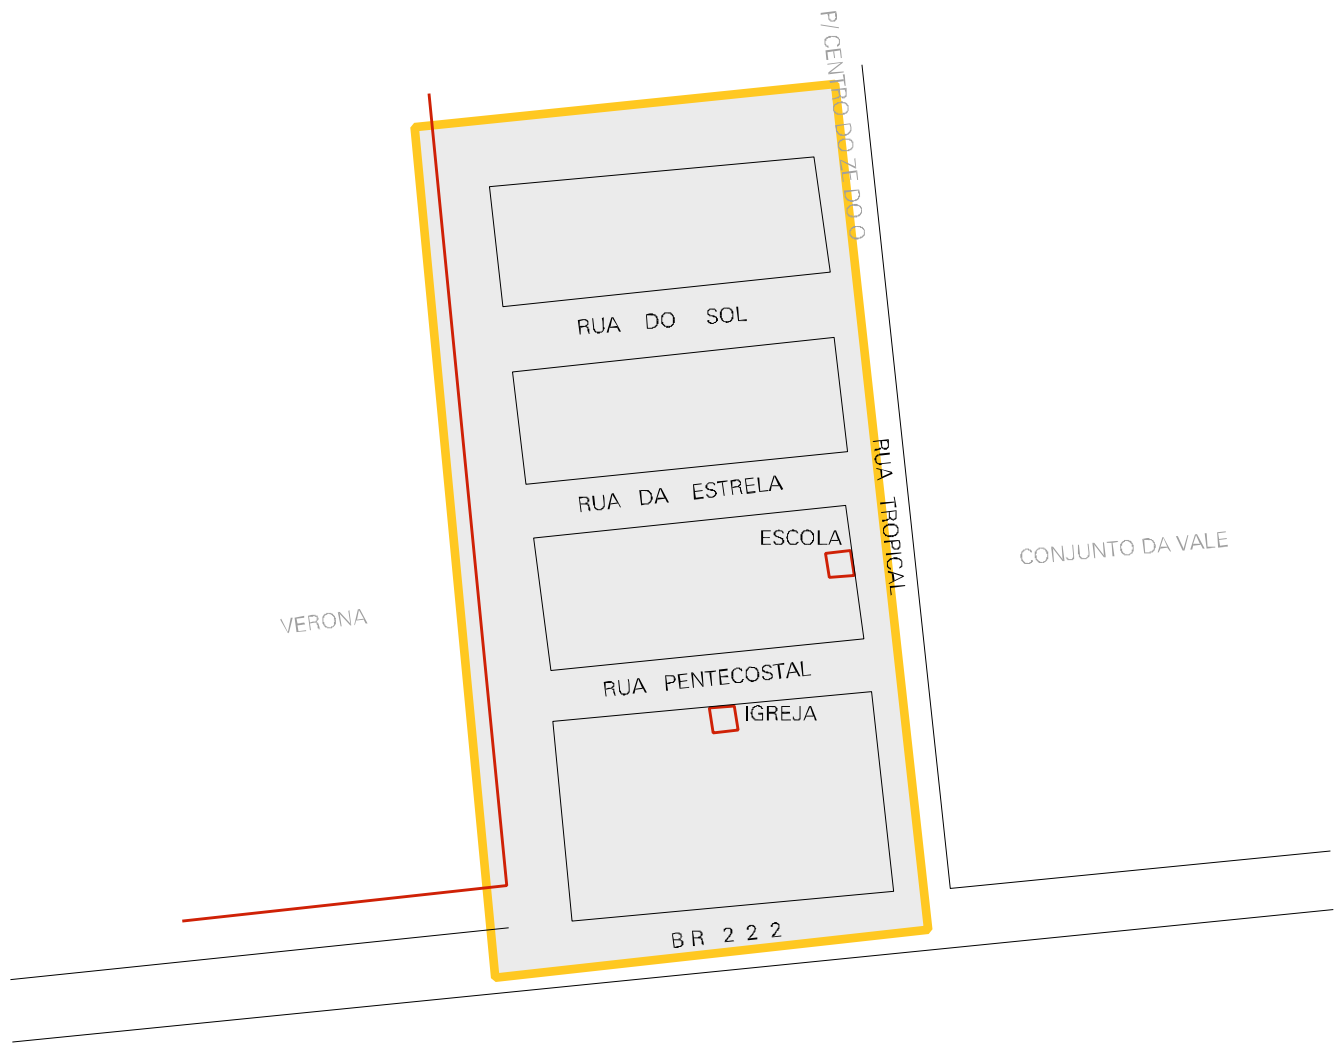 P/ CENTRO DO ZE DO O
RUA DO SOL
RUA DA ESTRELA
RUA TROPICAL
ESCOLA
CONJUNTO DA VALE
VERONA
RUA PENTECOSTAL
IGREJA
BR 222